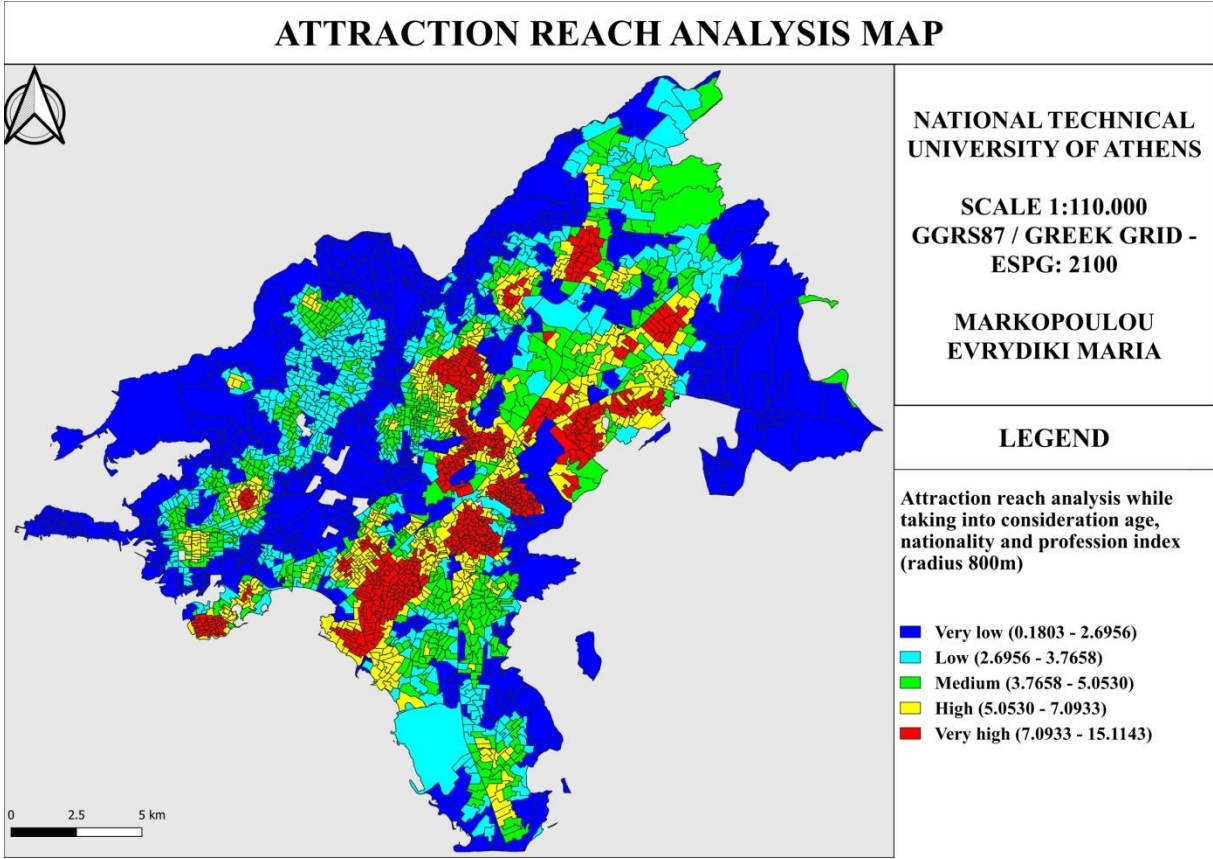 ATTRACTION REACH ANALYSIS MAP
NATIONAL TECHNICAL
UNIVERSITY OF ATHENS
SCALE 1:110.000
GGRS87 / GREEK GRID -
ESPG: 2100
MARKOPOULOU
EVRYDIKI MARIA
LEGEND
Attraction reach analysis while
taking into consideration age,
nationality and profession index
(radius 800m)
Very low (0.1803 - 2.6956)
Low (2.6956 - 3.7658)
Medium (3.7658 - 5.0530)
High (5.0530 - 7.0933)
Very high (7.0933 - 15.1143)
0 2.5 5 km